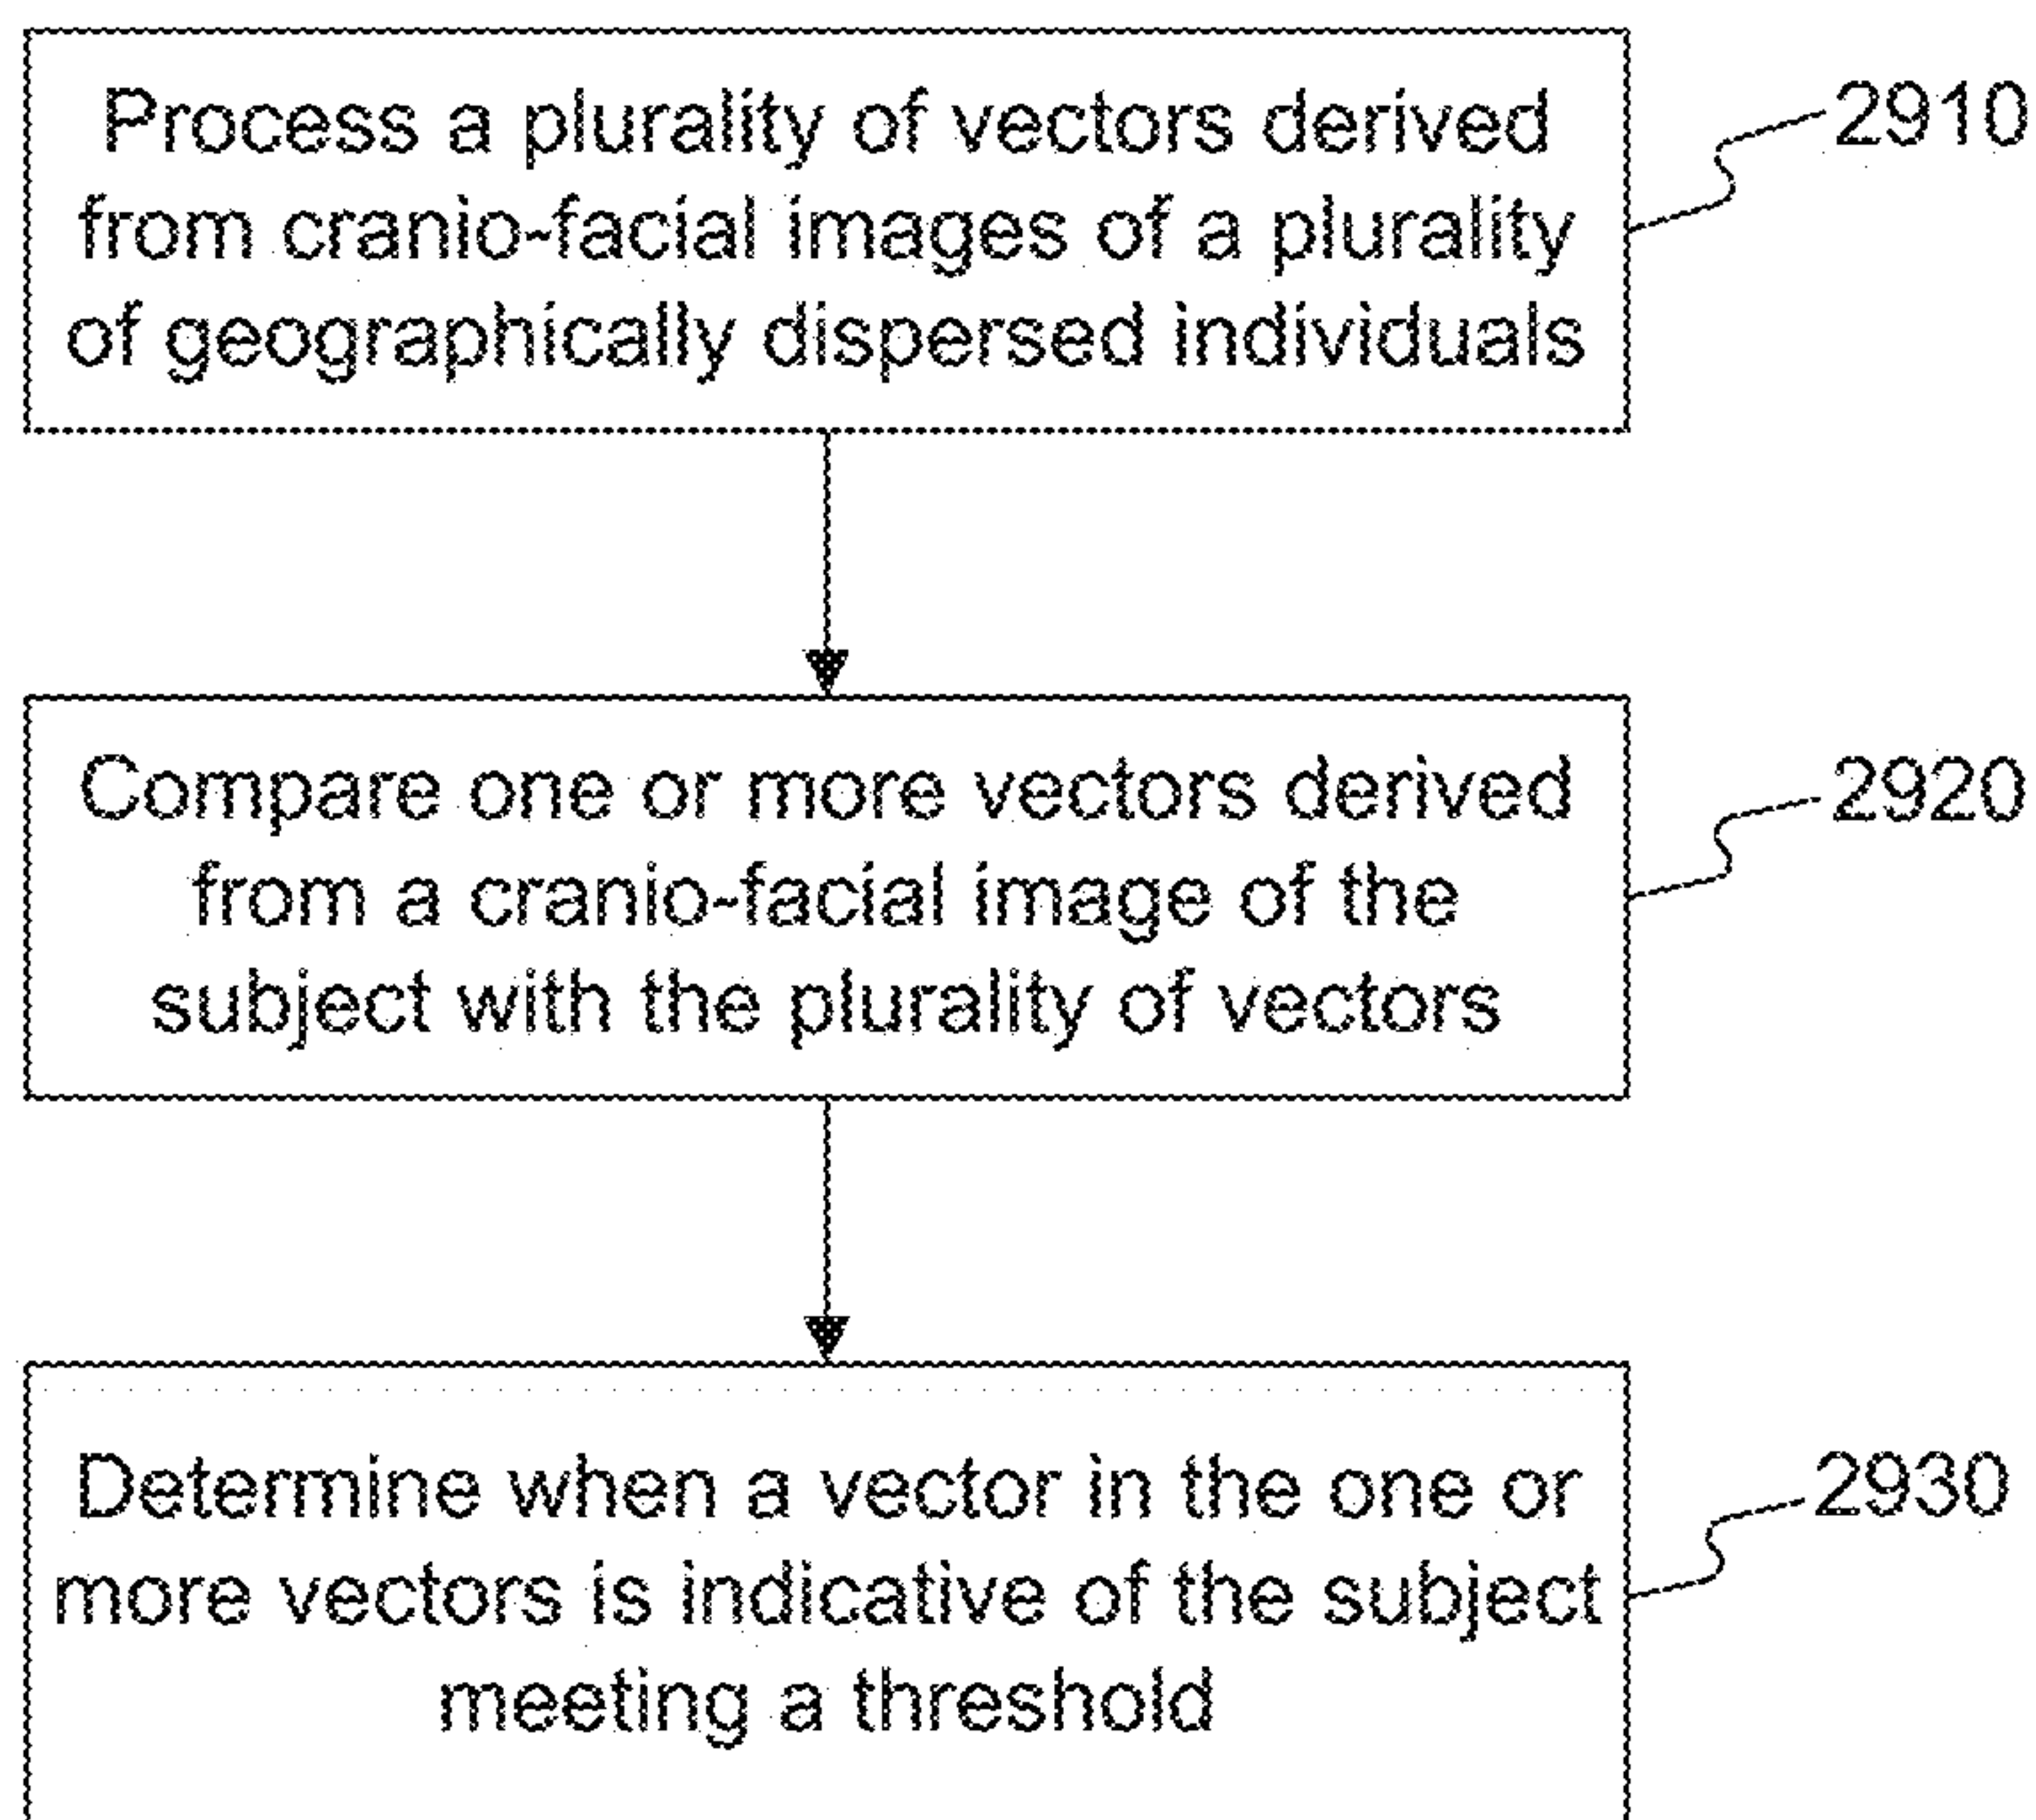 Process a plurality of vectors derived
from cranio-facial images of a plurality
of geographically dispersed individuals
2910
Compare one or more vectors derived
from a cranio-facial image of the
subject with the plurality of vectors
2920
Determine when a vector in the one or
more vectors is indicative of the subject
meeting a threshold
2930